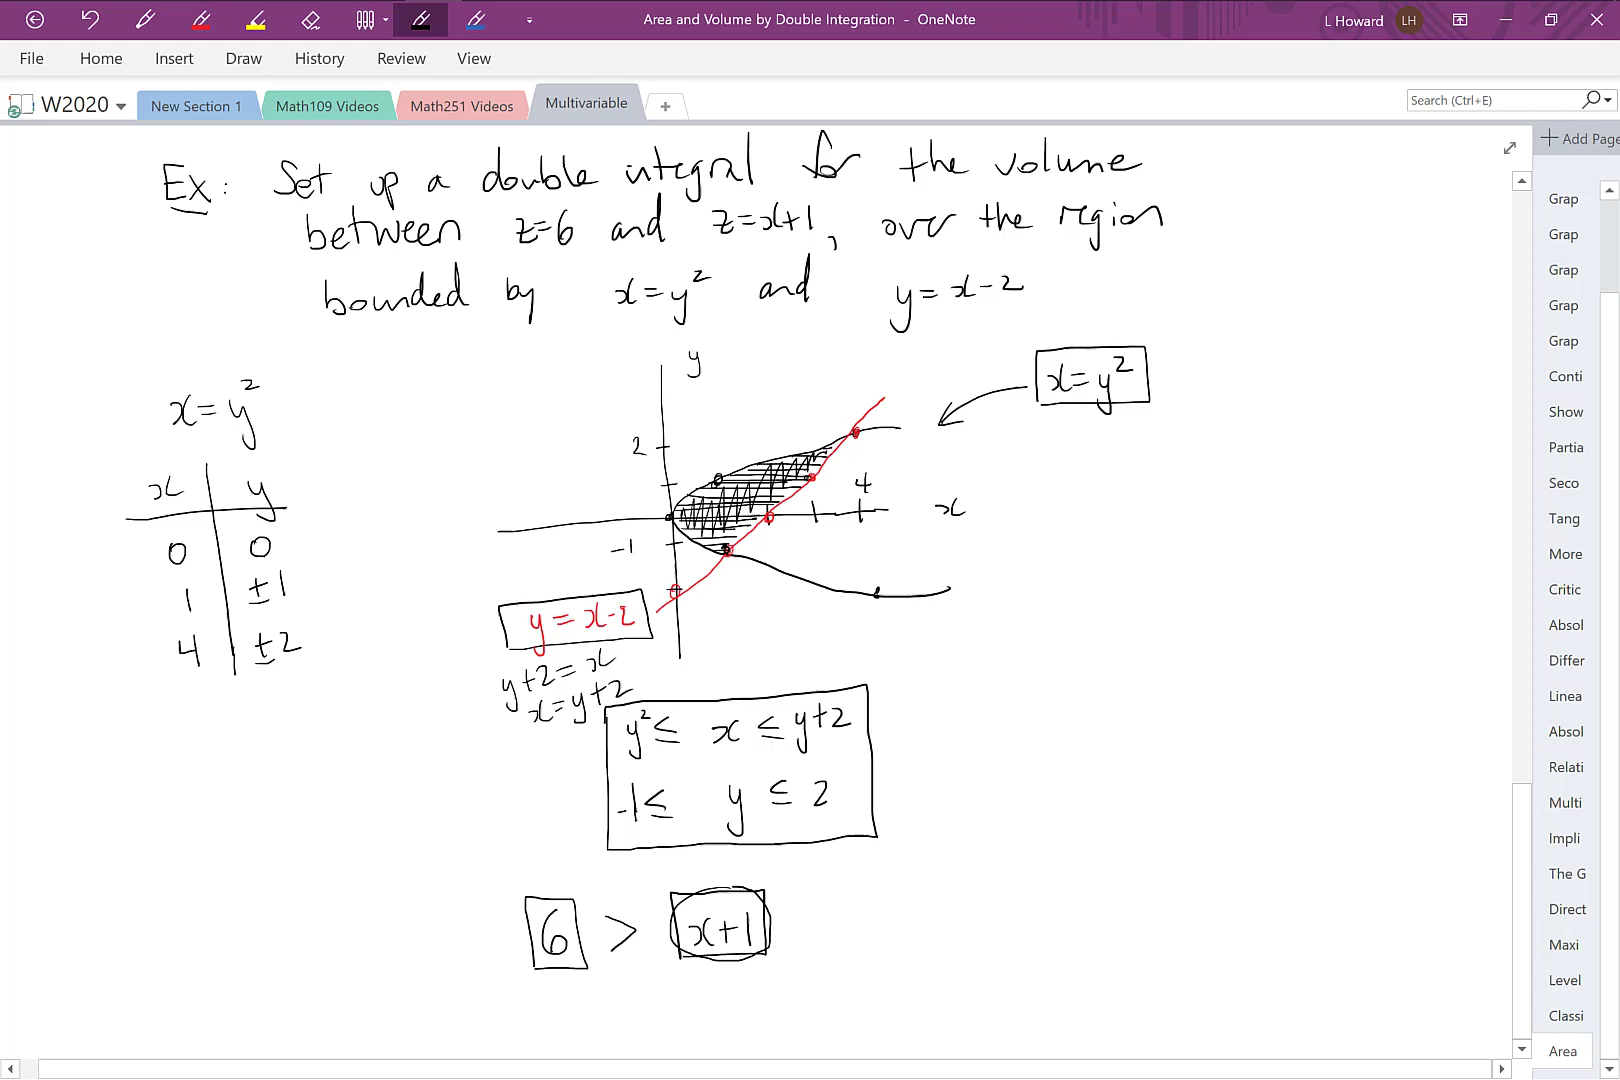 Area and Volume by Double Integration - OneNote
L Howard LH
File Home Insert Draw History Review View
W2020 New Section 1 Math109 Videos Math251 Videos Multivariable +
Search (Ctrl+E)
Add Page
Ex: Set up a double integral for the volume
between z=6 and z=x+1, over the region
bounded by x=y² and y=x-2
x=y²
x y
0 0
1 ±1
4 ±2
y
x=y²
2
4
x
-1
y=x-2
y+2=x
x=y+2
y² ≤ x ≤ y+2
-1 ≤ y ≤ 2
6 > x+1
Grap
Grap
Grap
Grap
Grap
Conti
Show
Partia
Seco
Tang
More
Critic
Absol
Differ
Linea
Absol
Relati
Multi
Impli
The G
Direct
Maxi
Level
Classi
Area